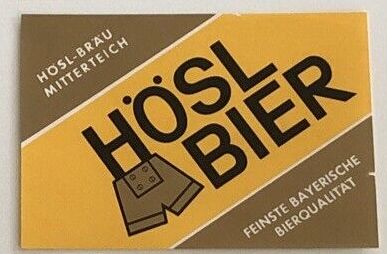 HÖSL-BRÄU
MITTERTEICH
HÖSL
BIER
FEINSTE BAYERISCHE
BIERQUALITÄT